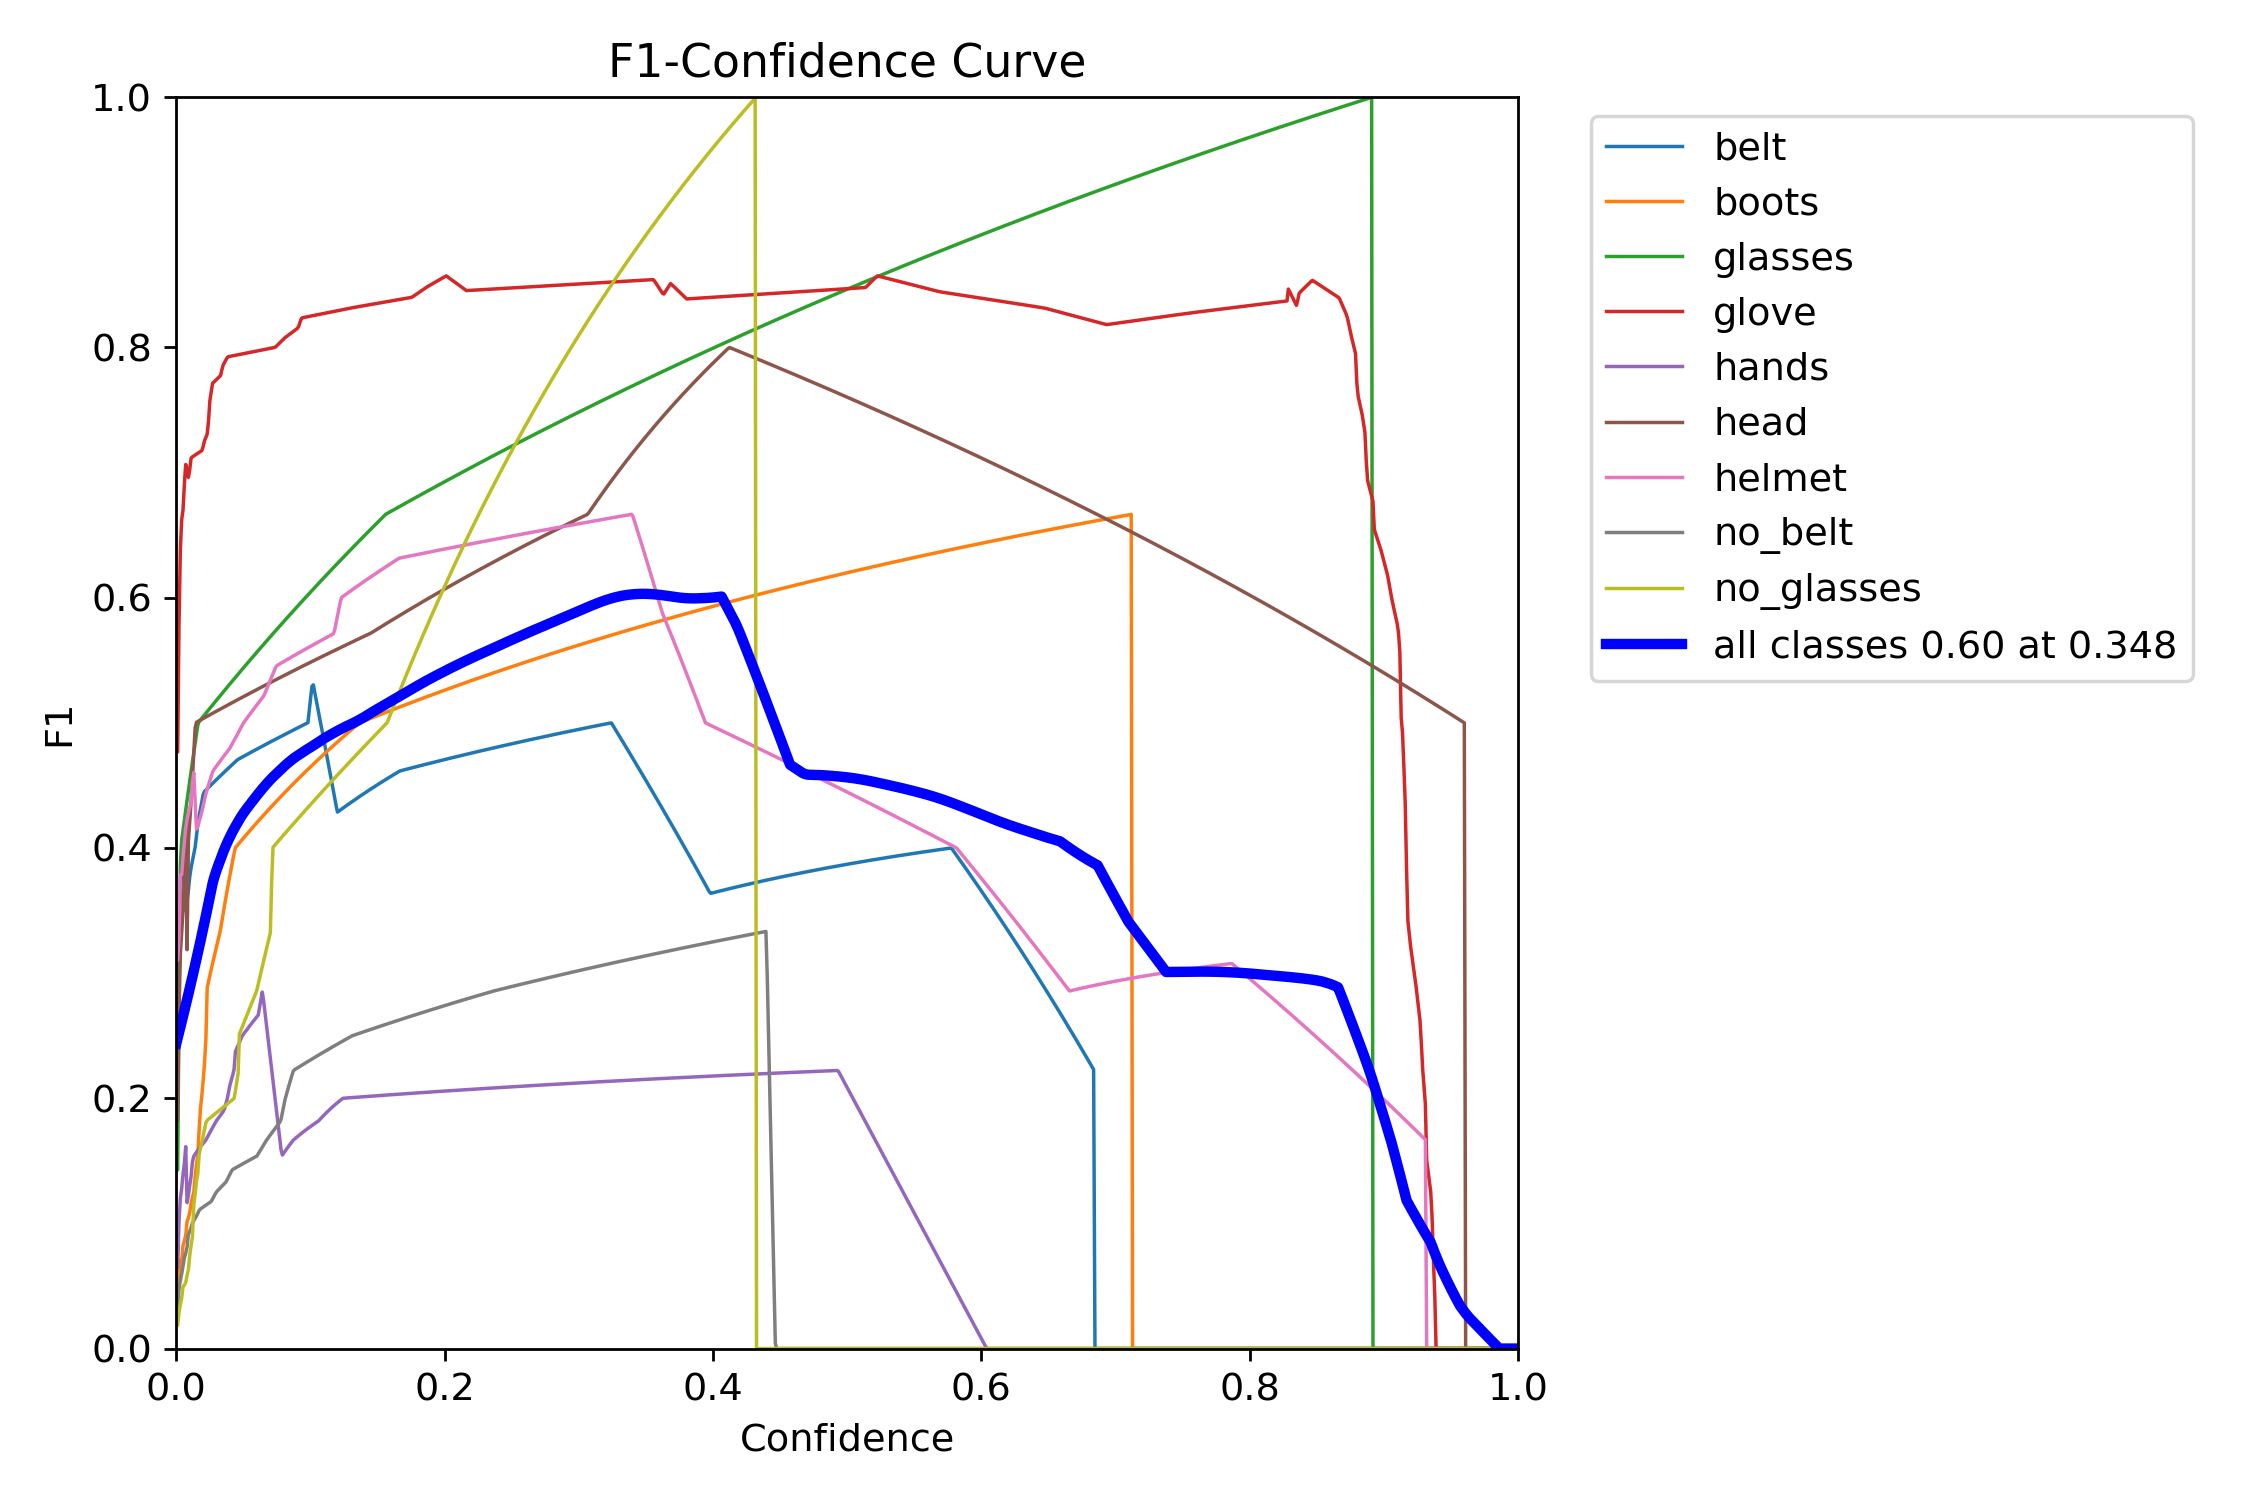 F1-Confidence Curve
1.0
0.8
0.6
0.4
0.2
0.0
F1
0.0 0.2 0.4 0.6 0.8 1.0
Confidence
belt
boots
glasses
glove
hands
head
helmet
no_belt
no_glasses
all classes 0.60 at 0.348